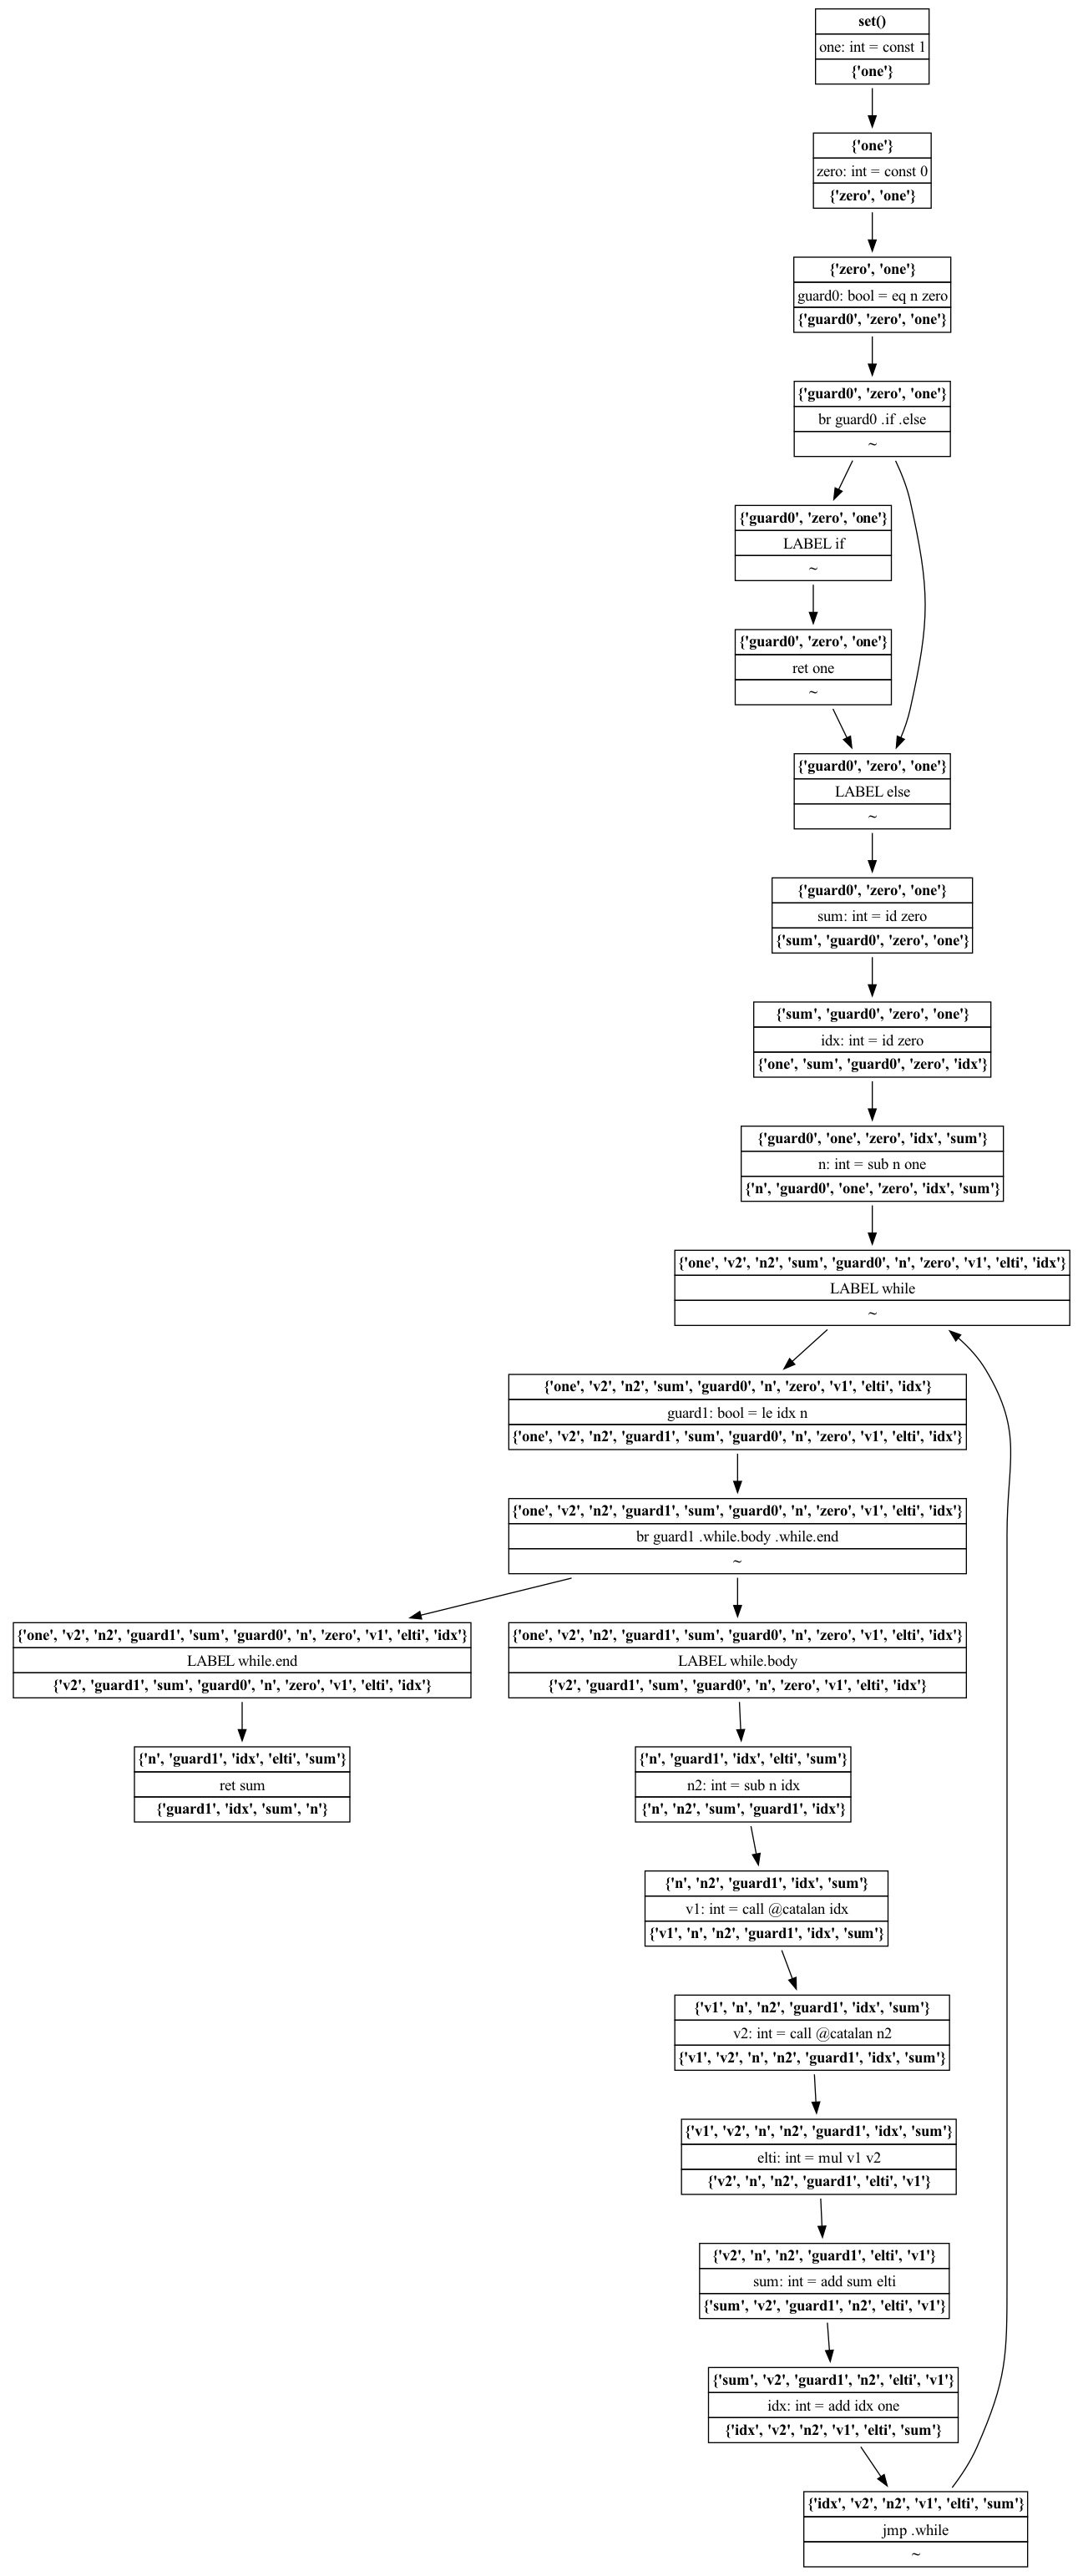 set()
one: int = const 1
{'one'}
{'one'}
zero: int = const 0
{'zero', 'one'}
{'zero', 'one'}
guard0: bool = eq n zero
{'guard0', 'zero', 'one'}
{'guard0', 'zero', 'one'}
br guard0 .if .else
~
{'guard0', 'zero', 'one'}
LABEL if
~
{'guard0', 'zero', 'one'}
ret one
~
{'guard0', 'zero', 'one'}
LABEL else
~
{'guard0', 'zero', 'one'}
sum: int = id zero
{'sum', 'guard0', 'zero', 'one'}
{'sum', 'guard0', 'zero', 'one'}
idx: int = id zero
{'one', 'sum', 'guard0', 'zero', 'idx'}
{'guard0', 'one', 'zero', 'idx', 'sum'}
n: int = sub n one
{'n', 'guard0', 'one', 'zero', 'idx', 'sum'}
{'one', 'v2', 'n2', 'sum', 'guard0', 'n', 'zero', 'v1', 'elti', 'idx'}
LABEL while
~
{'one', 'v2', 'n2', 'sum', 'guard0', 'n', 'zero', 'v1', 'elti', 'idx'}
guard1: bool = le idx n
{'one', 'v2', 'n2', 'guard1', 'sum', 'guard0', 'n', 'zero', 'v1', 'elti', 'idx'}
{'one', 'v2', 'n2', 'guard1', 'sum', 'guard0', 'n', 'zero', 'v1', 'elti', 'idx'}
br guard1 .while.body .while.end
~
{'one', 'v2', 'n2', 'guard1', 'sum', 'guard0', 'n', 'zero', 'v1', 'elti', 'idx'}
LABEL while.end
{'v2', 'guard1', 'sum', 'guard0', 'n', 'zero', 'v1', 'elti', 'idx'}
{'one', 'v2', 'n2', 'guard1', 'sum', 'guard0', 'n', 'zero', 'v1', 'elti', 'idx'}
LABEL while.body
{'v2', 'guard1', 'sum', 'guard0', 'n', 'zero', 'v1', 'elti', 'idx'}
{'n', 'guard1', 'idx', 'elti', 'sum'}
ret sum
{'guard1', 'idx', 'sum', 'n'}
{'n', 'guard1', 'idx', 'elti', 'sum'}
n2: int = sub n idx
{'n', 'n2', 'sum', 'guard1', 'idx'}
{'n', 'n2', 'guard1', 'idx', 'sum'}
v1: int = call @catalan idx
{'v1', 'n', 'n2', 'guard1', 'idx', 'sum'}
{'v1', 'n', 'n2', 'guard1', 'idx', 'sum'}
v2: int = call @catalan n2
{'v1', 'v2', 'n', 'n2', 'guard1', 'idx', 'sum'}
{'v1', 'v2', 'n', 'n2', 'guard1', 'idx', 'sum'}
elti: int = mul v1 v2
{'v2', 'n', 'n2', 'guard1', 'elti', 'v1'}
{'v2', 'n', 'n2', 'guard1', 'elti', 'v1'}
sum: int = add sum elti
{'sum', 'v2', 'guard1', 'n2', 'elti', 'v1'}
{'sum', 'v2', 'guard1', 'n2', 'elti', 'v1'}
idx: int = add idx one
{'idx', 'v2', 'n2', 'v1', 'elti', 'sum'}
{'idx', 'v2', 'n2', 'v1', 'elti', 'sum'}
jmp .while
~